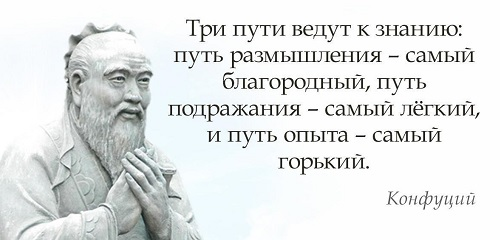 Три пути ведут к знанию:
путь размышления – самый
благородный, путь
подражания – самый лёгкий,
и путь опыта – самый
горький.
Конфуций